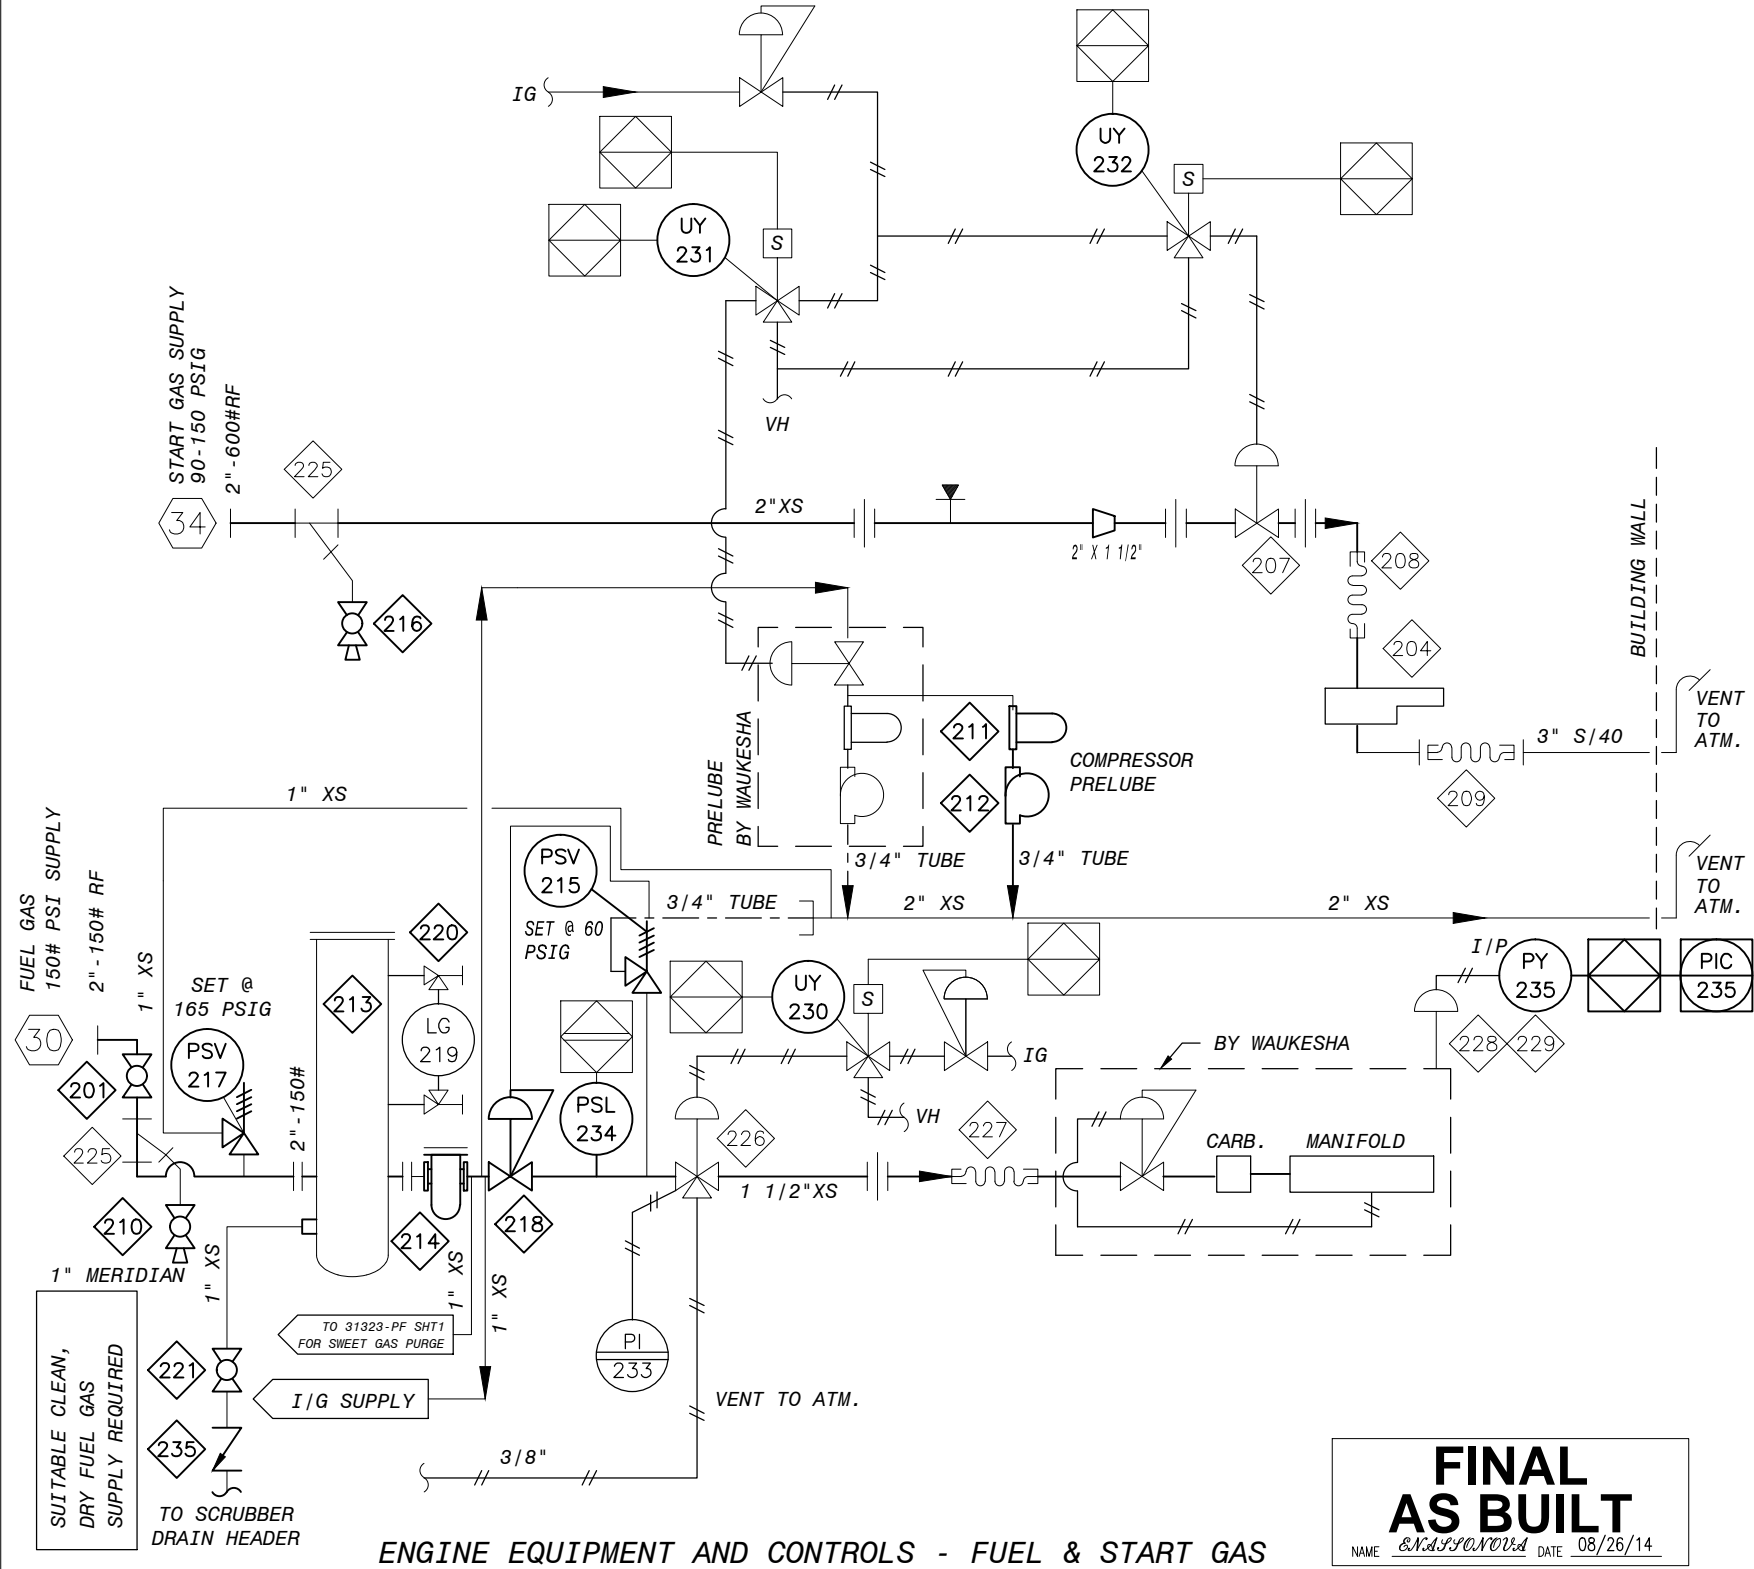 IG
UY
232
S
UY
231
S
VH
START GAS SUPPLY
90-150 PSIG
2"-600#RF
34
225
216
2"XS
2" X 1 1/2"
207
208
204
209
3" S/40
BUILDING WALL
VENT
TO
ATM.
PRELUBE
BY WAUKESHA
211
212
COMPRESSOR
PRELUBE
3/4" TUBE
3/4" TUBE
1" XS
FUEL GAS
150# PSI SUPPLY
2"-150# RF
30
1" XS
201
225
210
1" MERIDIAN
SET @
165 PSIG
PSV
217
2"-150#
213
220
LG
219
214
218
PSV
215
SET @ 60
PSIG
3/4" TUBE
2" XS
2" XS
VENT
TO
ATM.
PSL
234
UY
230
S
IG
VH
226
1 1/2"XS
227
BY WAUKESHA
CARB.
MANIFOLD
I/P
PY
235
PIC
235
228
229
1" XS
1" XS
1" XS
TO 31323-PF SHT1
FOR SWEET GAS PURGE
I/G SUPPLY
PI
233
VENT TO ATM.
3/8"
221
235
TO SCRUBBER
DRAIN HEADER
SUITABLE CLEAN,
DRY FUEL GAS
SUPPLY REQUIRED
ENGINE EQUIPMENT AND CONTROLS - FUEL & START GAS
FINAL
AS BUILT
NAME DATE 08/26/14